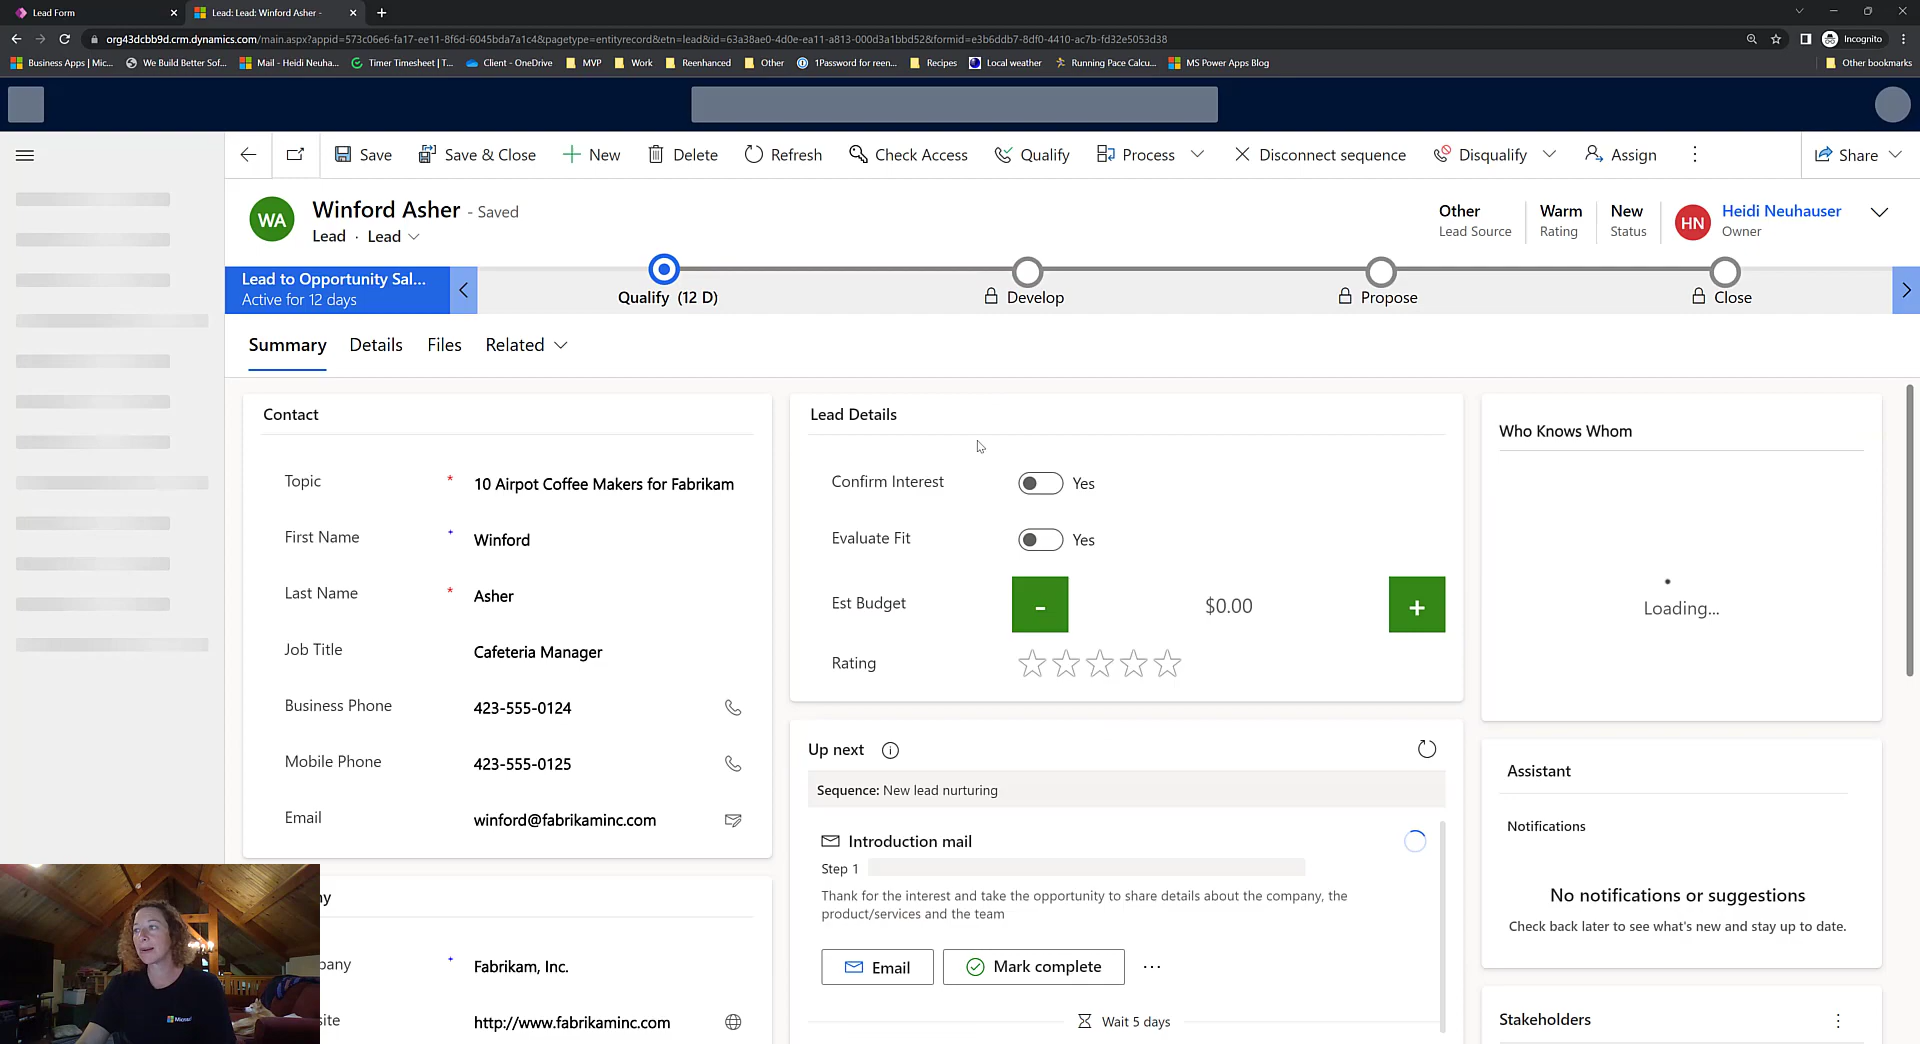 Lead Form
Lead: Lead: Winford Asher -
org43dcbb9d.crm.dynamics.com/main.aspx?appid=573c06e6-fa17-ee11-8f6d-6045bda7a1c4&pagetype=entityrecord&etn=lead&id=63a38ae0-4d0e-ea11-a813-000d3a1bbd52&formid=e3b6ddb7-8df0-4410-ac7b-fd32e5053d38
Incognito
Business Apps | Mic...
We Build Better Sof...
Mail - Heidi Neuha...
Timer Timesheet | T...
Client - OneDrive
MVP
Work
Reenhanced
Other
1Password for reen...
Recipes
Local weather
Running Pace Calcu...
MS Power Apps Blog
Other bookmarks
Save
Save & Close
New
Delete
Refresh
Check Access
Qualify
Process
Disconnect sequence
Disqualify
Assign
Share
WA
Winford Asher - Saved
Lead · Lead
Other
Lead Source
Warm
Rating
New
Status
HN
Heidi Neuhauser
Owner
Lead to Opportunity Sal...
Active for 12 days
Qualify (12 D)
Develop
Propose
Close
Summary
Details
Files
Related
Contact
Topic * 10 Airpot Coffee Makers for Fabrikam
First Name * Winford
Last Name * Asher
Job Title Cafeteria Manager
Business Phone 423-555-0124
Mobile Phone 423-555-0125
Email winford@fabrikaminc.com
ny
pany * Fabrikam, Inc.
site http://www.fabrikaminc.com
Lead Details
Confirm Interest Yes
Evaluate Fit Yes
Est Budget - $0.00 +
Rating
Up next
Sequence: New lead nurturing
Introduction mail
Step 1
Thank for the interest and take the opportunity to share details about the company, the
product/services and the team
Email
Mark complete
Wait 5 days
Who Knows Whom
Loading...
Assistant
Notifications
No notifications or suggestions
Check back later to see what's new and stay up to date.
Stakeholders